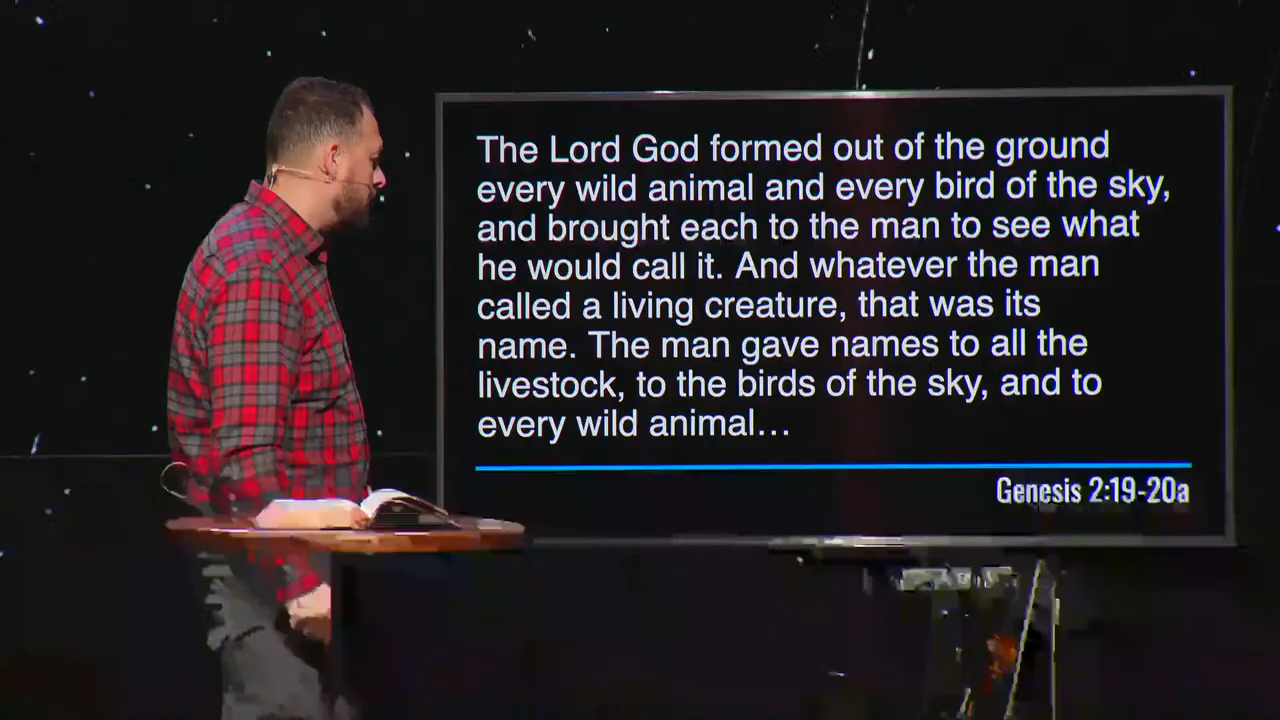 The Lord God formed out of the ground
every wild animal and every bird of the sky,
and brought each to the man to see what
he would call it. And whatever the man
called a living creature, that was its
name. The man gave names to all the
livestock, to the birds of the sky, and to
every wild animal…
Genesis 2:19-20a